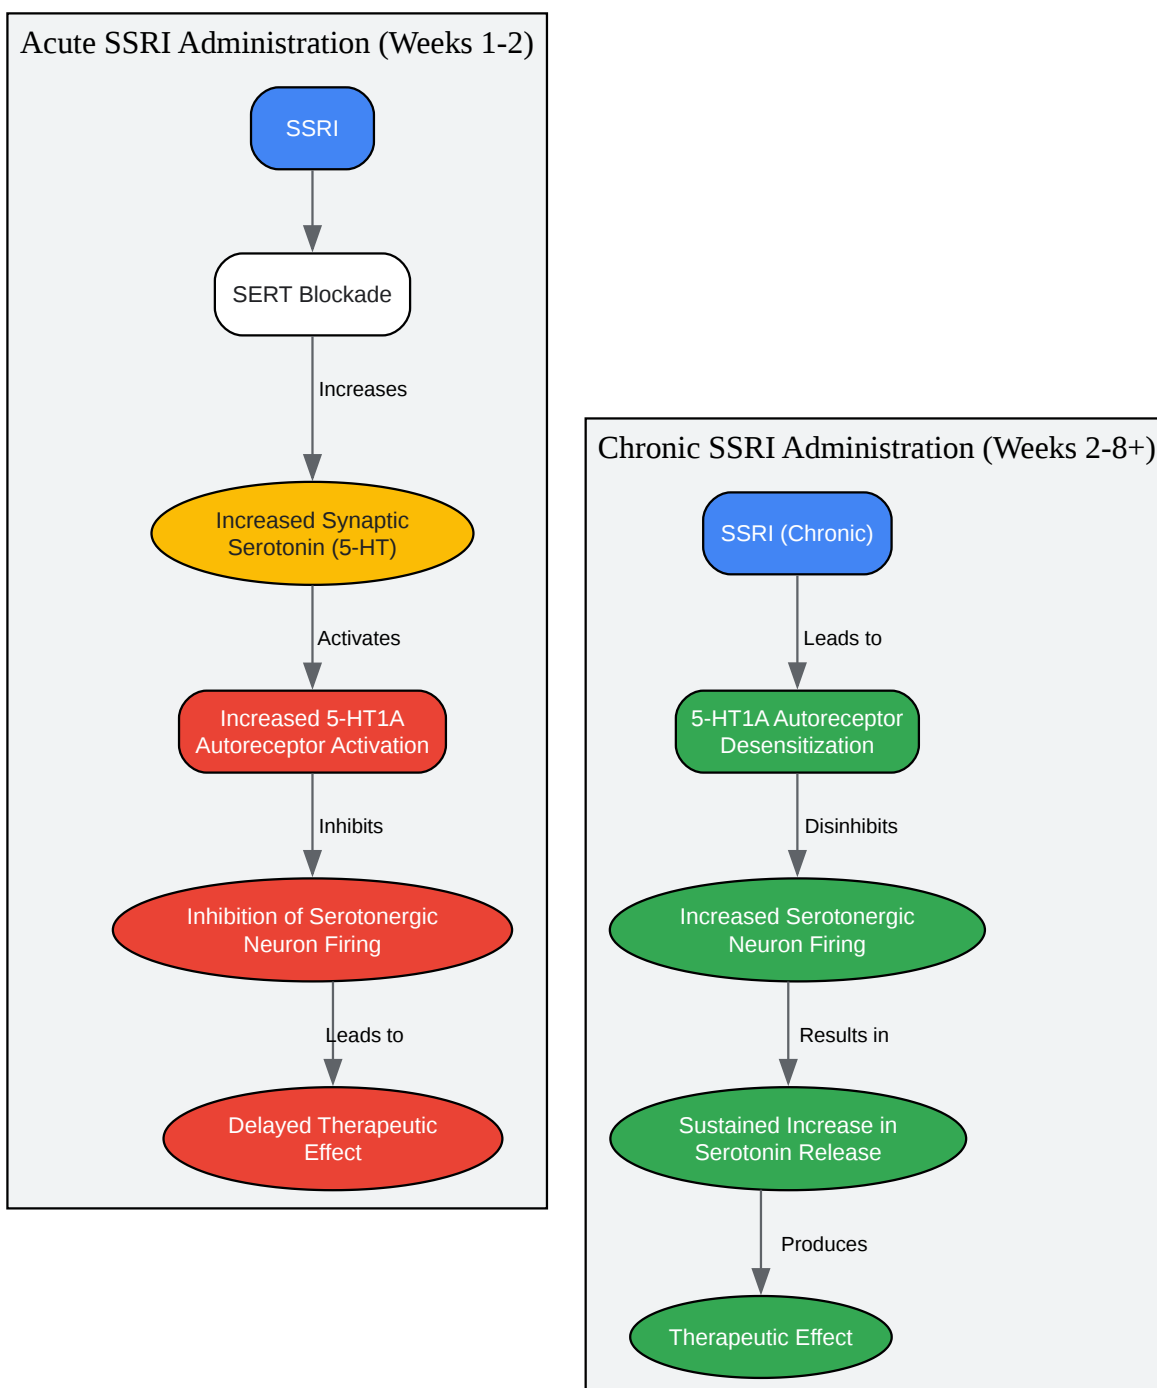 Acute SSRI Administration (Weeks 1-2)
SSRI
SERT Blockade
Increases
Increased Synaptic
Serotonin (5-HT)
Activates
Increased 5-HT1A
Autoreceptor Activation
Inhibits
Inhibition of Serotonergic
Neuron Firing
Leads to
Delayed Therapeutic
Effect
Chronic SSRI Administration (Weeks 2-8+)
SSRI (Chronic)
Leads to
5-HT1A Autoreceptor
Desensitization
Disinhibits
Increased Serotonergic
Neuron Firing
Results in
Sustained Increase in
Serotonin Release
Produces
Therapeutic Effect